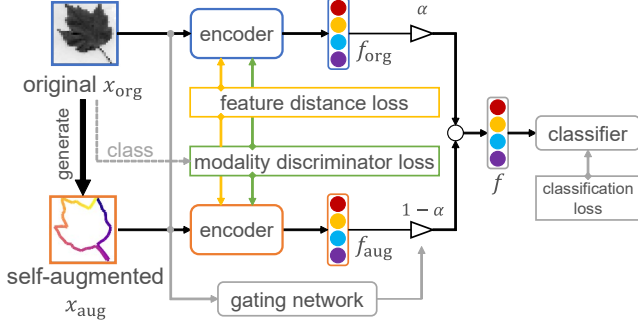 encoder
α
f_org
original x_org
feature distance loss
generate
class
modality discriminator loss
f
classifier
classification
loss
encoder
1 − α
f_aug
self-augmented
x_aug
gating network